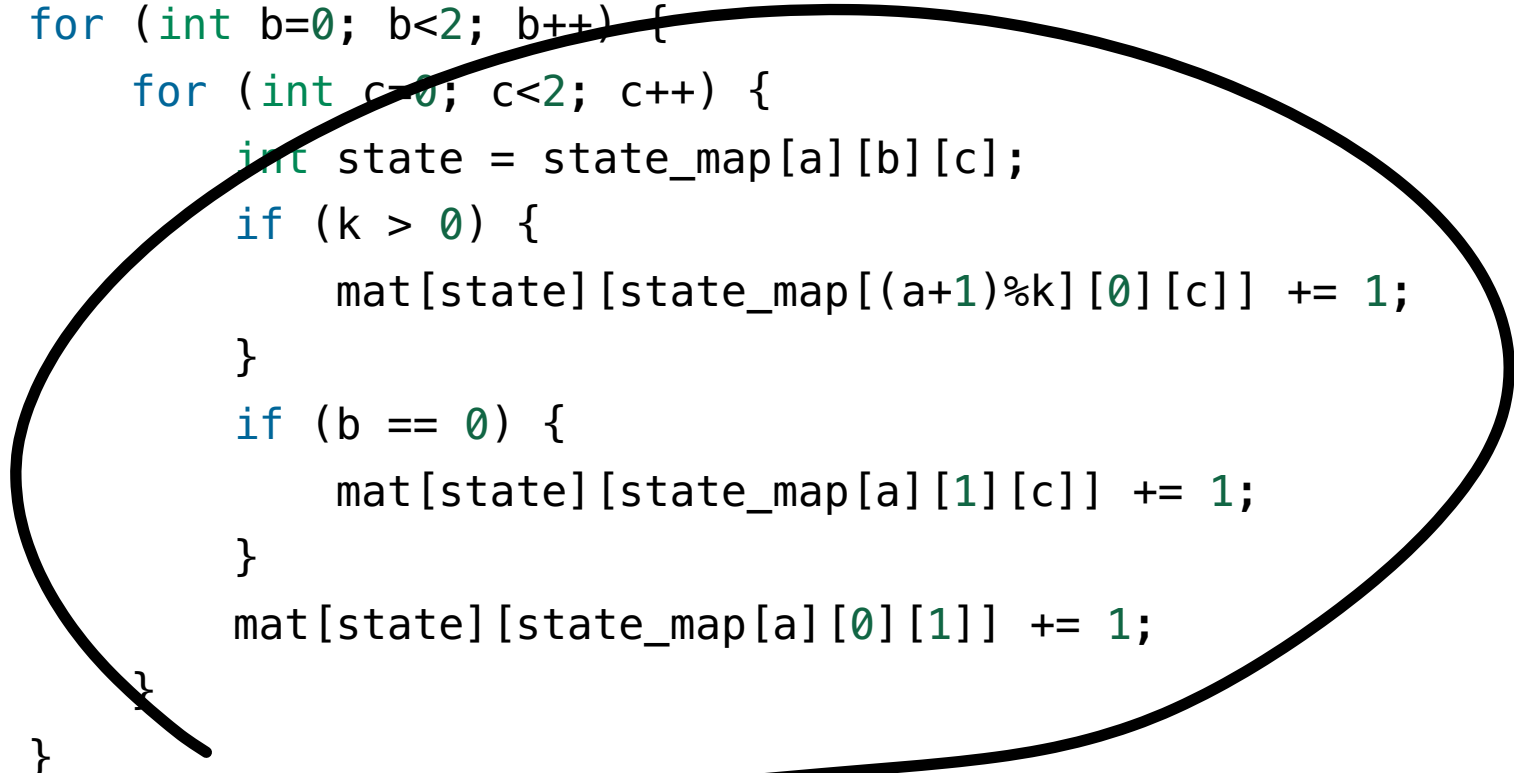 for (int b=0; b<2; b++) {
for (int c=0; c<2; c++) {
int state = state_map[a][b][c];
if (k > 0) {
mat[state][state_map[(a+1)%k][0][c]] += 1;
}
if (b == 0) {
mat[state][state_map[a][1][c]] += 1;
}
mat[state][state_map[a][0][1]] += 1;
}
}